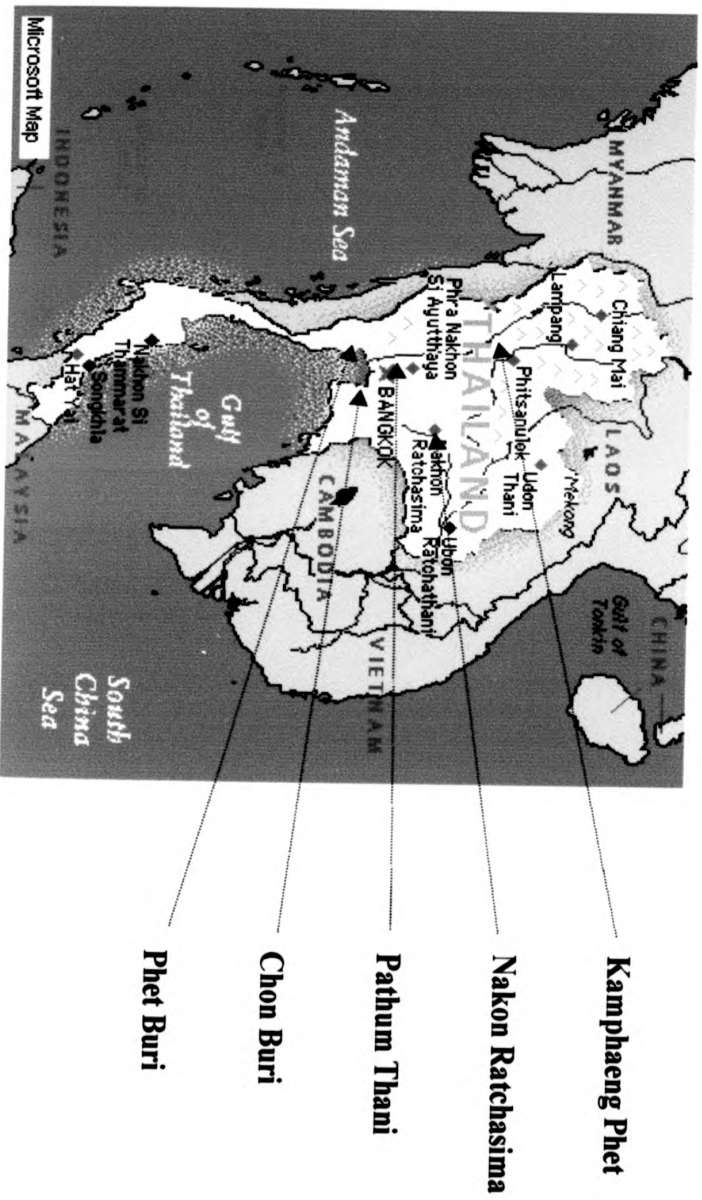 MYANMAR
CHINA
LAOS
Gulf of
Tonkin
Chiang Mai
Lampang
Udon
Thani
Mekong
Phitsanulok
THAILAND
Ubon
Ratchathani
Phra Nakhon
Si Ayutthaya
Nakhon
Ratchasima
BANGKOK
CAMBODIA
VIETNAM
Andaman Sea
Gulf
of
Thailand
Nakhon Si
Thammarat
Songkhla
Hat Yai
South
China
Sea
INDONESIA
MALAYSIA
Microsoft Map
Kamphaeng Phet
Nakon Ratchasima
Pathum Thani
Chon Buri
Phet Buri